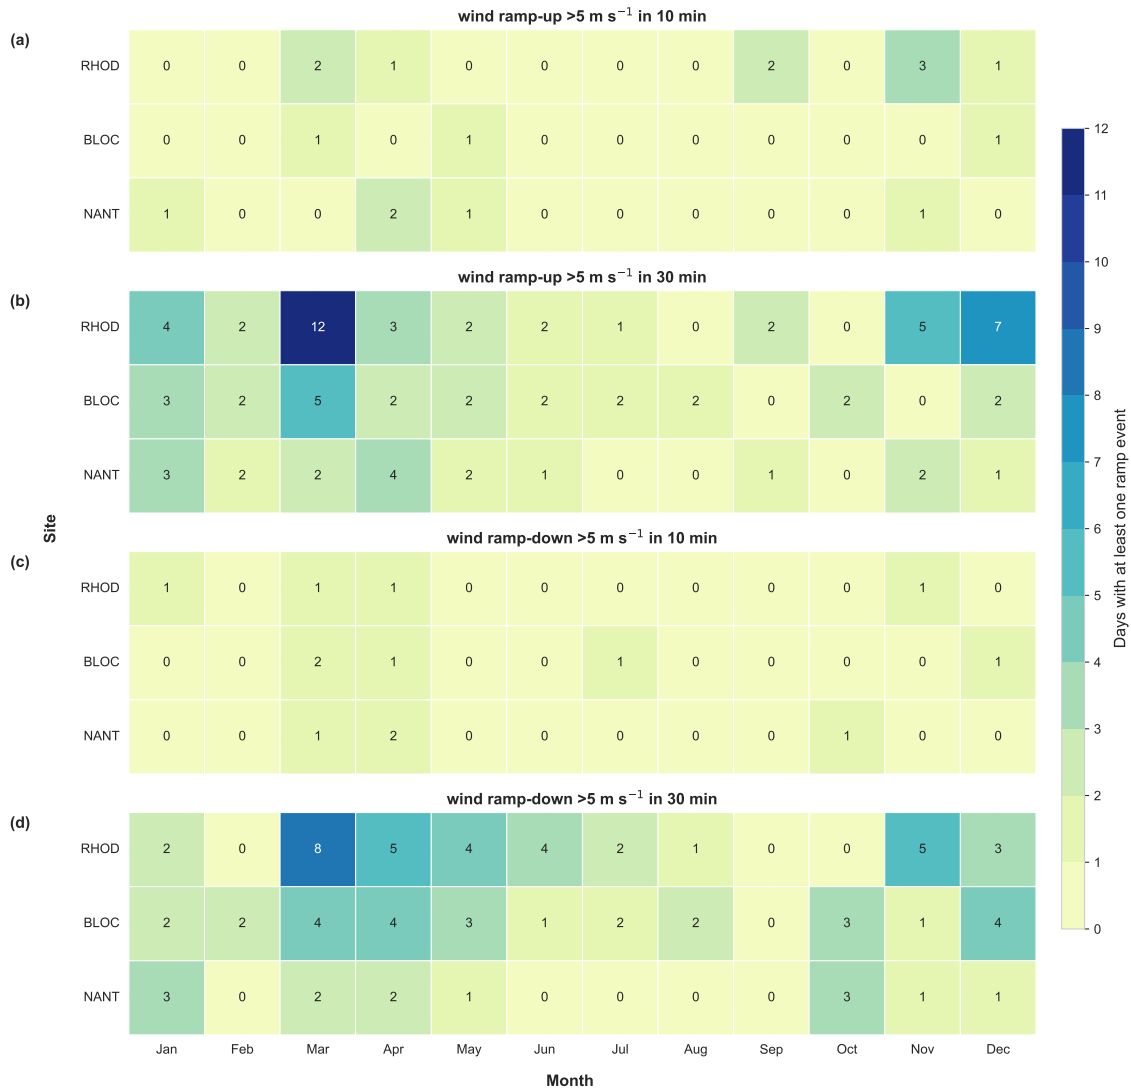 wind ramp-up >5 m s⁻¹ in 10 min
(a)
RHOD 0 0 2 1 0 0 0 0 2 0 3 1
BLOC 0 0 1 0 1 0 0 0 0 0 0 1
NANT 1 0 0 2 1 0 0 0 0 0 1 0
wind ramp-up >5 m s⁻¹ in 30 min
(b)
RHOD 4 2 12 3 2 2 1 0 2 0 5 7
BLOC 3 2 5 2 2 2 2 2 0 2 0 2
NANT 3 2 2 4 2 1 0 0 1 0 2 1
wind ramp-down >5 m s⁻¹ in 10 min
(c)
RHOD 1 0 1 1 0 0 0 0 0 0 1 0
BLOC 0 0 2 1 0 0 1 0 0 0 0 1
NANT 0 0 1 2 0 0 0 0 0 1 0 0
wind ramp-down >5 m s⁻¹ in 30 min
(d)
RHOD 2 0 8 5 4 4 2 1 0 0 5 3
BLOC 2 2 4 4 3 1 2 2 0 3 1 4
NANT 3 0 2 2 1 0 0 0 0 3 1 1
Jan Feb Mar Apr May Jun Jul Aug Sep Oct Nov Dec
Month
Site
12
11
10
9
8
7
6
5
4
3
2
1
0
Days with at least one ramp event